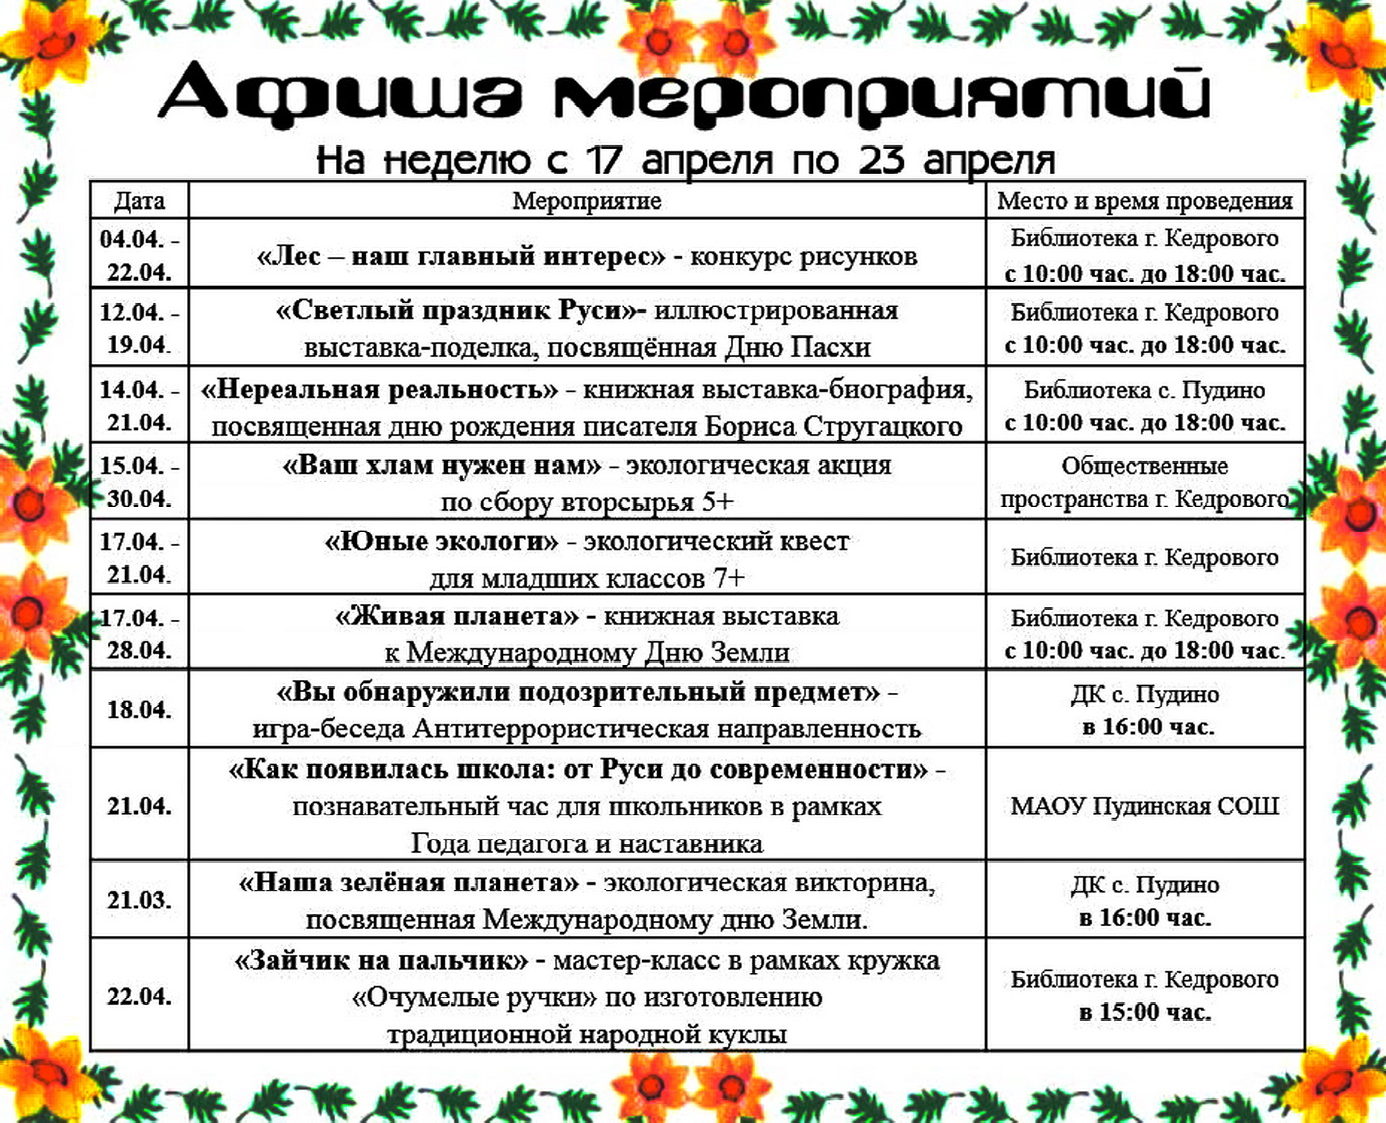 Афиша мероприятий
На неделю с 17 апреля по 23 апреля
Дата
Мероприятие
Место и время проведения
04.04. -
22.04.
«Лес – наш главный интерес» - конкурс рисунков
Библиотека г. Кедрового
с 10:00 час. до 18:00 час.
12.04. -
19.04.
«Светлый праздник Руси»- иллюстрированная
выставка-поделка, посвящённая Дню Пасхи
Библиотека г. Кедрового
с 10:00 час. до 18:00 час.
14.04. -
21.04.
«Нереальная реальность» - книжная выставка-биография,
посвященная дню рождения писателя Бориса Стругацкого
Библиотека с. Пудино
с 10:00 час. до 18:00 час.
15.04. -
30.04.
«Ваш хлам нужен нам» - экологическая акция
по сбору вторсырья 5+
Общественные
пространства г. Кедрового
17.04. -
21.04.
«Юные экологи» - экологический квест
для младших классов 7+
Библиотека г. Кедрового
17.04. -
28.04.
«Живая планета» - книжная выставка
к Международному Дню Земли
Библиотека г. Кедрового
с 10:00 час. до 18:00 час.
18.04.
«Вы обнаружили подозрительный предмет» -
игра-беседа Антитеррористическая направленность
ДК с. Пудино
в 16:00 час.
21.04.
«Как появилась школа: от Руси до современности» -
познавательный час для школьников в рамках
Года педагога и наставника
МАОУ Пудинская СОШ
21.03.
«Наша зелёная планета» - экологическая викторина,
посвященная Международному дню Земли.
ДК с. Пудино
в 16:00 час.
22.04.
«Зайчик на пальчик» - мастер-класс в рамках кружка
«Очумелые ручки» по изготовлению
традиционной народной куклы
Библиотека г. Кедрового
в 15:00 час.